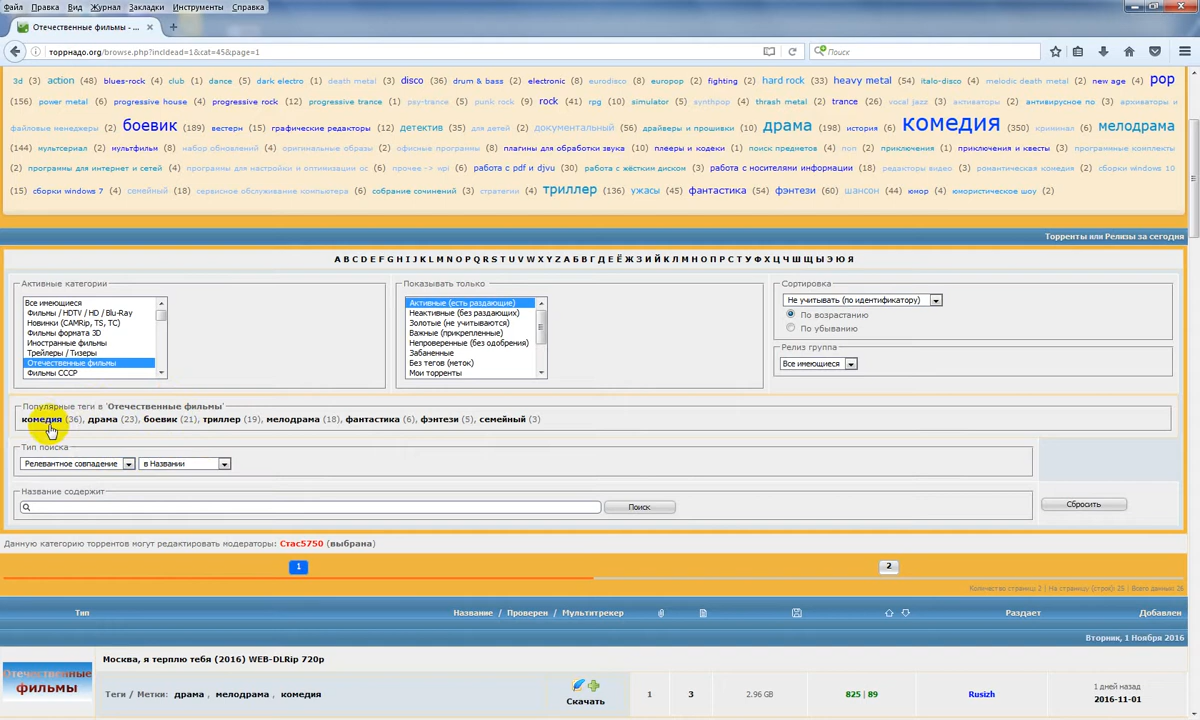 Файл Правка Вид Журнал Закладки Инструменты Справка
Отечественные фильмы - ...
торрнадо.org/browse.php?incldead=1&cat=45&page=1
Поиск
3d (3) action (48) blues-rock (4) club (1) dance (5) dark electro (1) death metal (3) disco (36) drum & bass (2) electronic (8) eurodisco (8) europop (2) fighting (2) hard rock (33) heavy metal (54) italo-disco (4) melodic death metal (2) new age (4) pop
(156) power metal (6) progressive house (4) progressive rock (12) progressive trance (1) psy-trance (5) punk rock (9) rock (41) rpg (10) simulator (5) synthpop (4) thrash metal (2) trance (26) vocal jazz (3) активаторы (2) антивирусное по (3) архиваторы и
файловые менеджеры (2) боевик (189) вестерн (15) графические редакторы (12) детектив (35) для детей (2) документальный (56) драйверы и прошивки (10) драма (198) история (6) комедия (350) криминал (6) мелодрама
(144) мультсериал (2) мультфильм (8) набор обновлений (4) оригинальные образы (2) офисные программы (8) плагины для обработки звука (10) плееры и кодеки (1) поиск предметов (4) поп (2) приключения (1) приключения и квесты (3) программные комплекты
(2) программы для интернет и сетей (4) программы для настройки и оптимизации ос (6) прочее -> нрі (6) работа с pdf и djvu (30) работа с жёстким диском (6) работа с носителями информации (18) редакторы видео (3) романтическая комедия (2) сборки windows 10
(15) сборки windows 7 (4) семейный (18) сервисное обслуживание компьютера (6) собрание сочинений (3) стратегии (4) триллер (136) ужасы (45) фантастика (54) фэнтези (60) шансон (44) юмор (4) юмористическое шоу (2)
Торренты или Релизы за сегодня
A B C D E F G H I J K L M N O P Q R S T U V W X Y Z А Б В Г Д Е Ё Ж З И Й К Л М Н О П Р С Т У Ф Х Ц Ч Ш Щ Ы Э Ю Я
Активные категории
Все имеющиеся
Фильмы / HDTV / HD / Blu-Ray
Новинки (CAMRip, TS, TC)
Фильмы формата 3D
Иностранные фильмы
Трейлеры / Тизеры
Отечественные фильмы
Фильмы СССР
Показывать только
Активные (есть раздающие)
Неактивные (без раздающих)
Золотые (не учитываются)
Важные (прикрепленные)
Непроверенные (без одобрения)
Забаненные
Без тегов (меток)
Мои торренты
Сортировка
Не учитывать (по идентификатору)
По возрастанию
По убыванию
Релиз группа
Все имеющиеся
Популярные теги в 'Отечественные фильмы'
комедия (36), драма (23), боевик (21), триллер (19), мелодрама (18), фантастика (6), фэнтези (5), семейный (3)
Тип поиска
Релевантное совпадение в Названии
Название содержит
Поиск
Сбросить
Данную категорию торрентов могут редактировать модераторы: Стас5750 (выбрана)
1 2
Количество страниц: 2 | На страницу (строк): 25 | Всего данных: 26
Тип Название / Проверен / Мультитрекер Раздает Добавлен
Вторник, 1 Ноября 2016
Отечественные фильмы
Москва, я терплю тебя (2016) WEB-DLRip 720p
Теги / Метки: драма , мелодрама , комедия
Скачать
1 3 2.96 GB 825 | 89 Rusizh
1 дней назад
2016-11-01